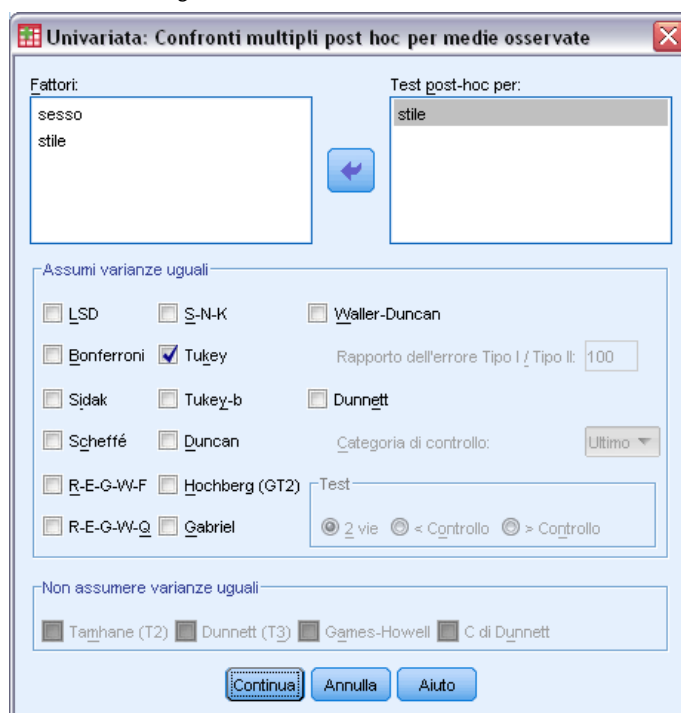 Univariata: Confronti multipli post hoc per medie osservate
Fattori:
sesso
stile
Test post-hoc per:
stile
Assumi varianze uguali
LSD
S-N-K
Waller-Duncan
Bonferroni
Tukey
Rapporto dell'errore Tipo I / Tipo II: 100
Sidak
Tukey-b
Dunnett
Scheffé
Duncan
Categoria di controllo: Ultimo
R-E-G-W-F
Hochberg (GT2)
Test
R-E-G-W-Q
Gabriel
2 vie
< Controllo
> Controllo
Non assumere varianze uguali
Tamhane (T2)
Dunnett (T3)
Games-Howell
C di Dunnett
Continua
Annulla
Aiuto